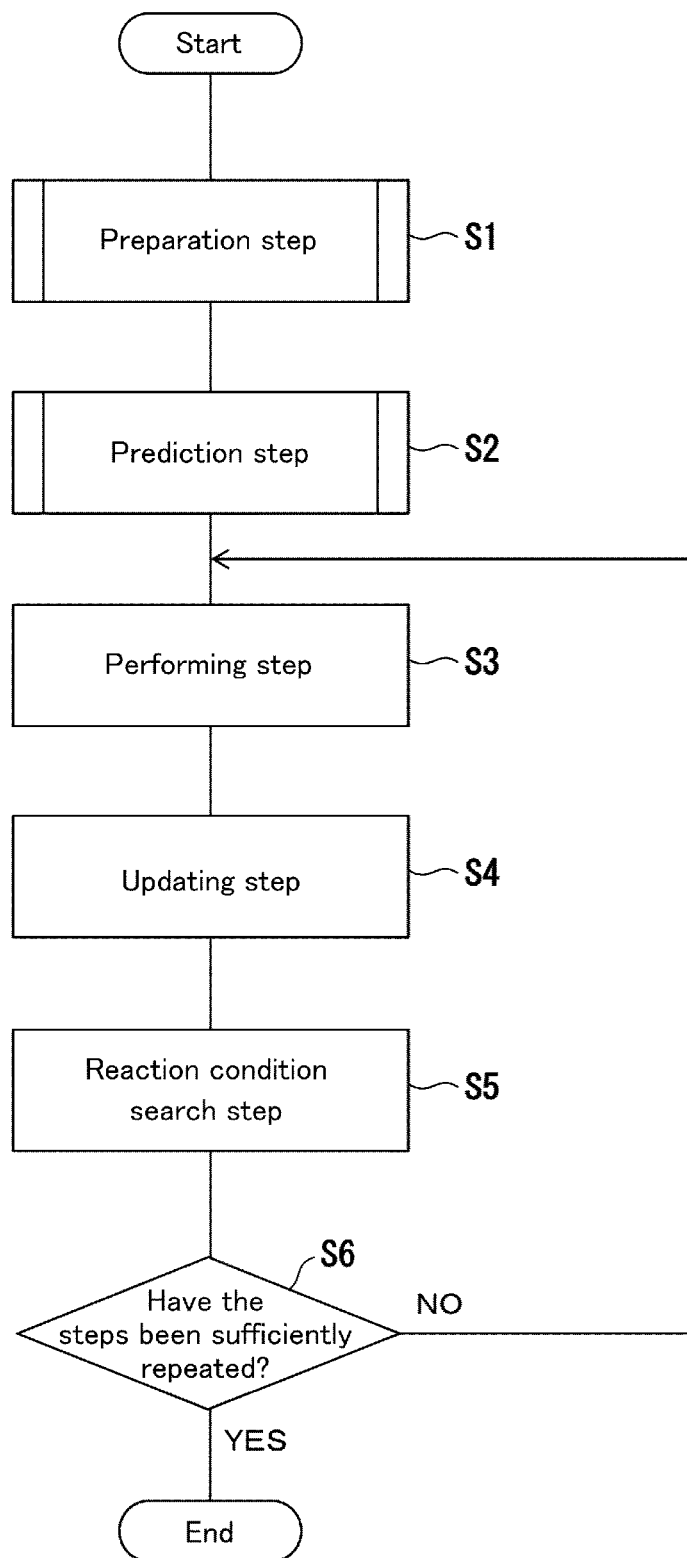 Start
Preparation step
S1
Prediction step
S2
Performing step
S3
Updating step
S4
Reaction condition
search step
S5
S6
Have the
steps been sufficiently
repeated?
NO
YES
End